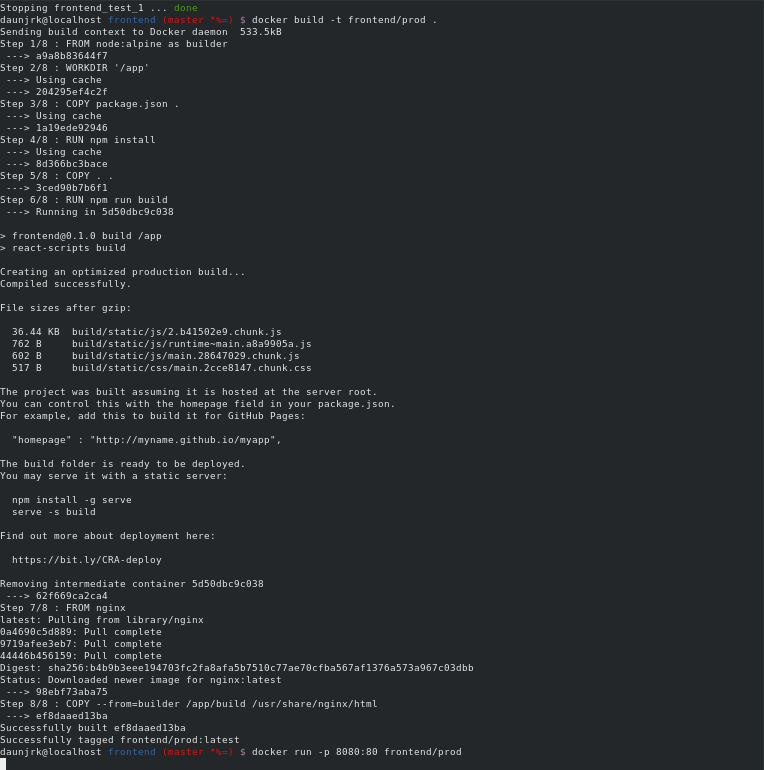 Stopping frontend_test_1 ... done
daunjrk@localhost frontend (master *%=) $ docker build -t frontend/prod .
Sending build context to Docker daemon  533.5kB
Step 1/8 : FROM node:alpine as builder
 ---> a9a8b83644f7
Step 2/8 : WORKDIR '/app'
 ---> Using cache
 ---> 204295ef4c2f
Step 3/8 : COPY package.json .
 ---> Using cache
 ---> 1a19ede92946
Step 4/8 : RUN npm install
 ---> Using cache
 ---> 8d366bc3bace
Step 5/8 : COPY . .
 ---> 3ced90b7b6f1
Step 6/8 : RUN npm run build
 ---> Running in 5d50dbc9c038
> frontend@0.1.0 build /app
> react-scripts build
Creating an optimized production build...
Compiled successfully.
File sizes after gzip:
  36.44 KB  build/static/js/2.b41502e9.chunk.js
  762 B     build/static/js/runtime~main.a8a9905a.js
  602 B     build/static/js/main.28647029.chunk.js
  517 B     build/static/css/main.2cce8147.chunk.css
The project was built assuming it is hosted at the server root.
You can control this with the homepage field in your package.json.
For example, add this to build it for GitHub Pages:
  "homepage" : "http://myname.github.io/myapp",
The build folder is ready to be deployed.
You may serve it with a static server:
  npm install -g serve
  serve -s build
Find out more about deployment here:
  https://bit.ly/CRA-deploy
Removing intermediate container 5d50dbc9c038
 ---> 62f669ca2ca4
Step 7/8 : FROM nginx
latest: Pulling from library/nginx
0a4690c5d889: Pull complete
9719afee3eb7: Pull complete
44446b456159: Pull complete
Digest: sha256:b4b9b3eee194703fc2fa8afa5b7510c77ae70cfba567af1376a573a967c03dbb
Status: Downloaded newer image for nginx:latest
 ---> 98ebf73aba75
Step 8/8 : COPY --from=builder /app/build /usr/share/nginx/html
 ---> ef8daaed13ba
Successfully built ef8daaed13ba
Successfully tagged frontend/prod:latest
daunjrk@localhost frontend (master *%=) $ docker run -p 8080:80 frontend/prod